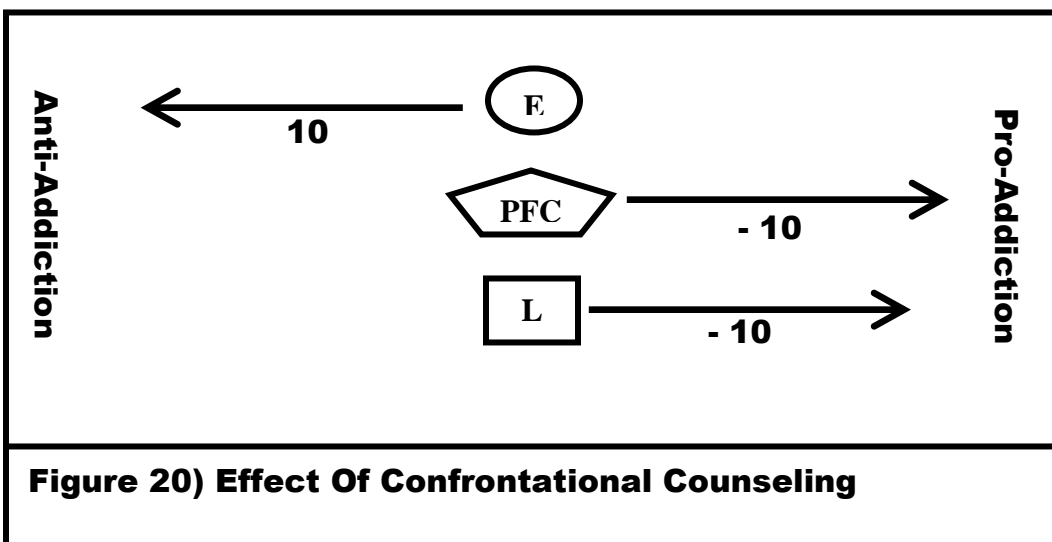 Anti-Addiction
E
10
PFC
- 10
L
- 10
Pro-Addiction
Figure 20) Effect Of Confrontational Counseling